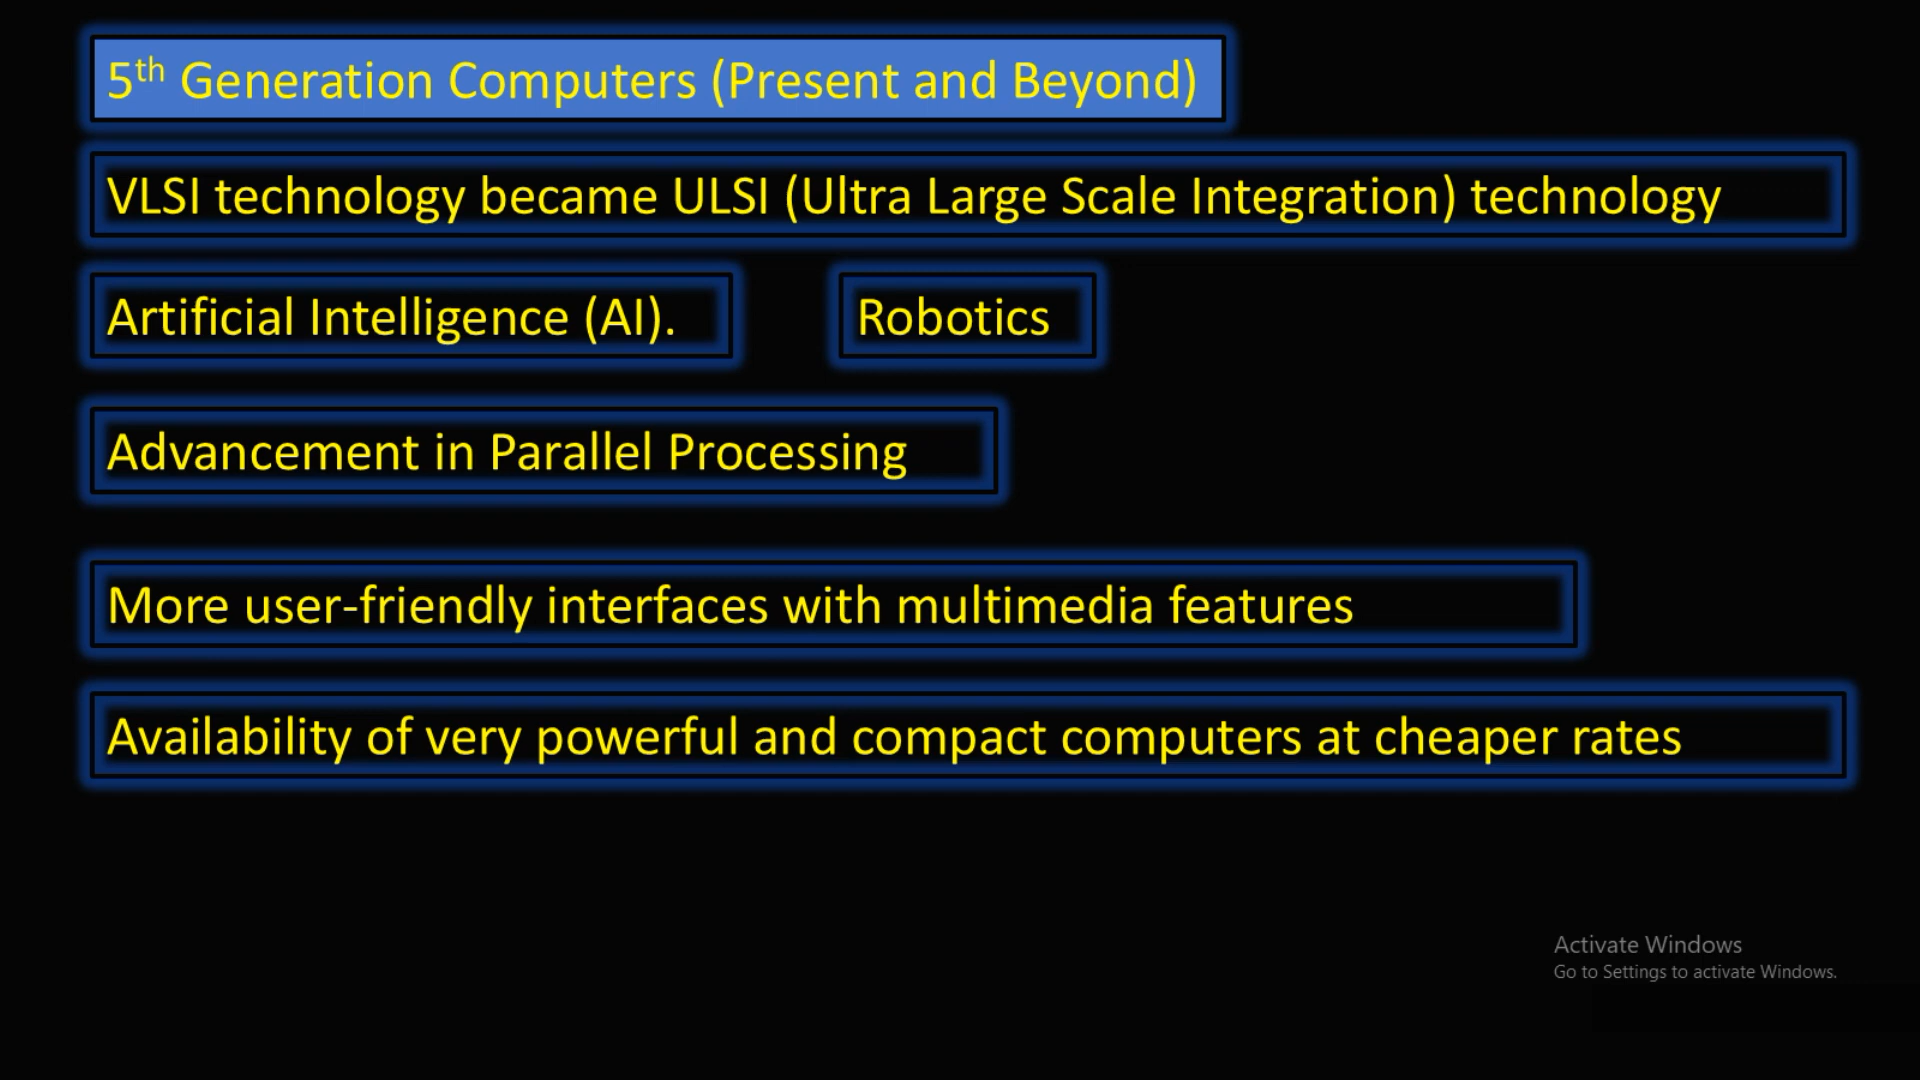 5th Generation Computers (Present and Beyond)
VLSI technology became ULSI (Ultra Large Scale Integration) technology
Artificial Intelligence (AI).
Robotics
Advancement in Parallel Processing
More user-friendly interfaces with multimedia features
Availability of very powerful and compact computers at cheaper rates
Activate Windows
Go to Settings to activate Windows.